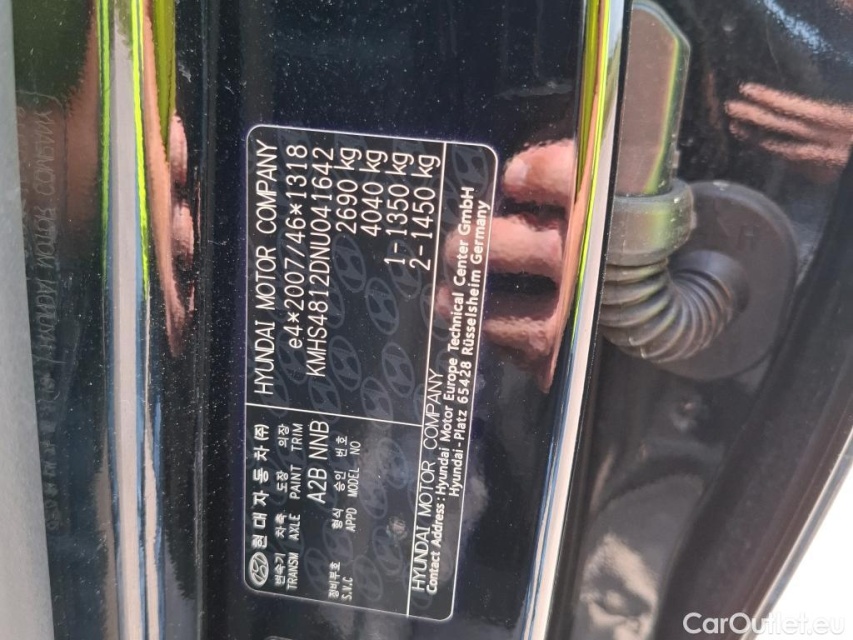 현대자동차(주)
변속기 차축 도장 의장
TRANSM AXLE PAINT TRIM
A2B NNB
정비부호 형식 승인 번호
S.V.C APPD MODEL NO
HYUNDAI MOTOR COMPANY
e4*2007/46*1318
KMHS4812DNU041642
2690 kg
4040 kg
1- 1350 kg
2- 1450 kg
HYUNDAI MOTOR COMPANY
Contact Address : Hyundai Motor Europe Technical Center GmbH
Hyundai-Platz 65428 Rüsselsheim Germany
CarOutlet.eu